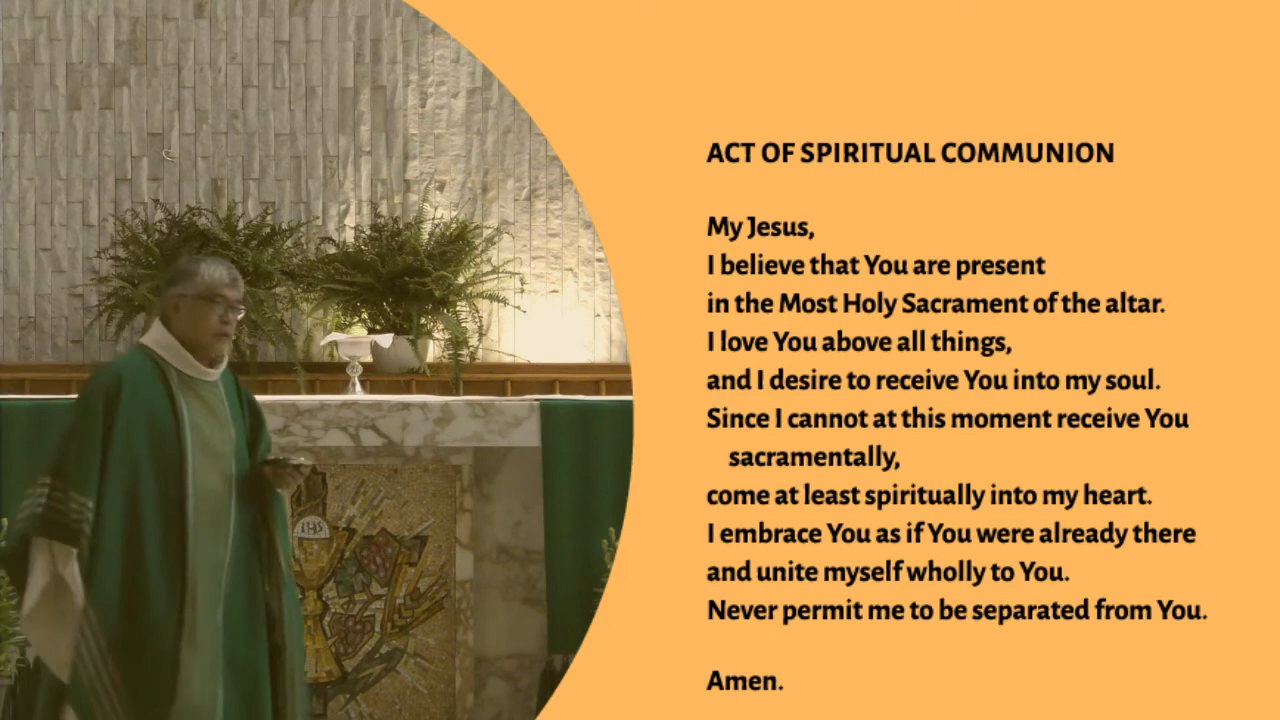 ACT OF SPIRITUAL COMMUNION
My Jesus,
I believe that You are present
in the Most Holy Sacrament of the altar.
I love You above all things,
and I desire to receive You into my soul.
Since I cannot at this moment receive You
sacramentally,
come at least spiritually into my heart.
I embrace You as if You were already there
and unite myself wholly to You.
Never permit me to be separated from You.
Amen.
IHS